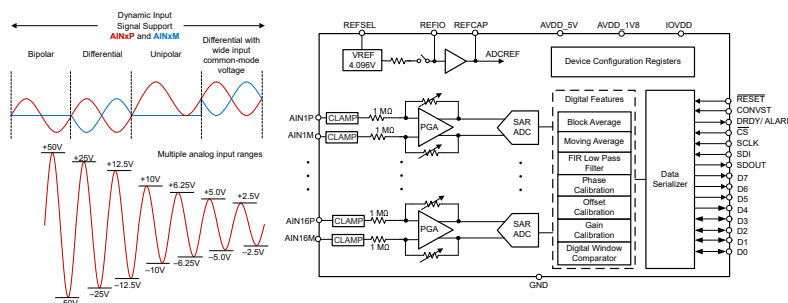 Dynamic Input
Signal Support
AINxP and AINxM
Bipolar
Differential
Unipolar
Differential with
wide input
common-mode
voltage
+50V
+25V
+12.5V
+10V
+6.25V
+5.0V
+2.5V
Multiple analog input ranges
–2.5V
–5.0V
–6.25V
–10V
–12.5V
–25V
–50V
REFSEL
REFIO
REFCAP
AVDD_5V
AVDD_1V8
IOVDD
VREF
4.096V
ADCREF
Device Configuration Registers
AIN1P
CLAMP
1 MΩ
AIN1M
CLAMP
1 MΩ
PGA
SAR
ADC
AIN16P
CLAMP
1 MΩ
AIN16M
CLAMP
1 MΩ
PGA
SAR
ADC
Digital Features
Block Average
Moving Average
FIR Low Pass
Filter
Phase
Calibration
Offset
Calibration
Gain
Calibration
Digital Window
Comparator
Data
Serializer
RESET
CONVST
DRDY/ ALARM
CS
SCLK
SDI
SDOUT
D7
D6
D5
D4
D3
D2
D1
D0
GND